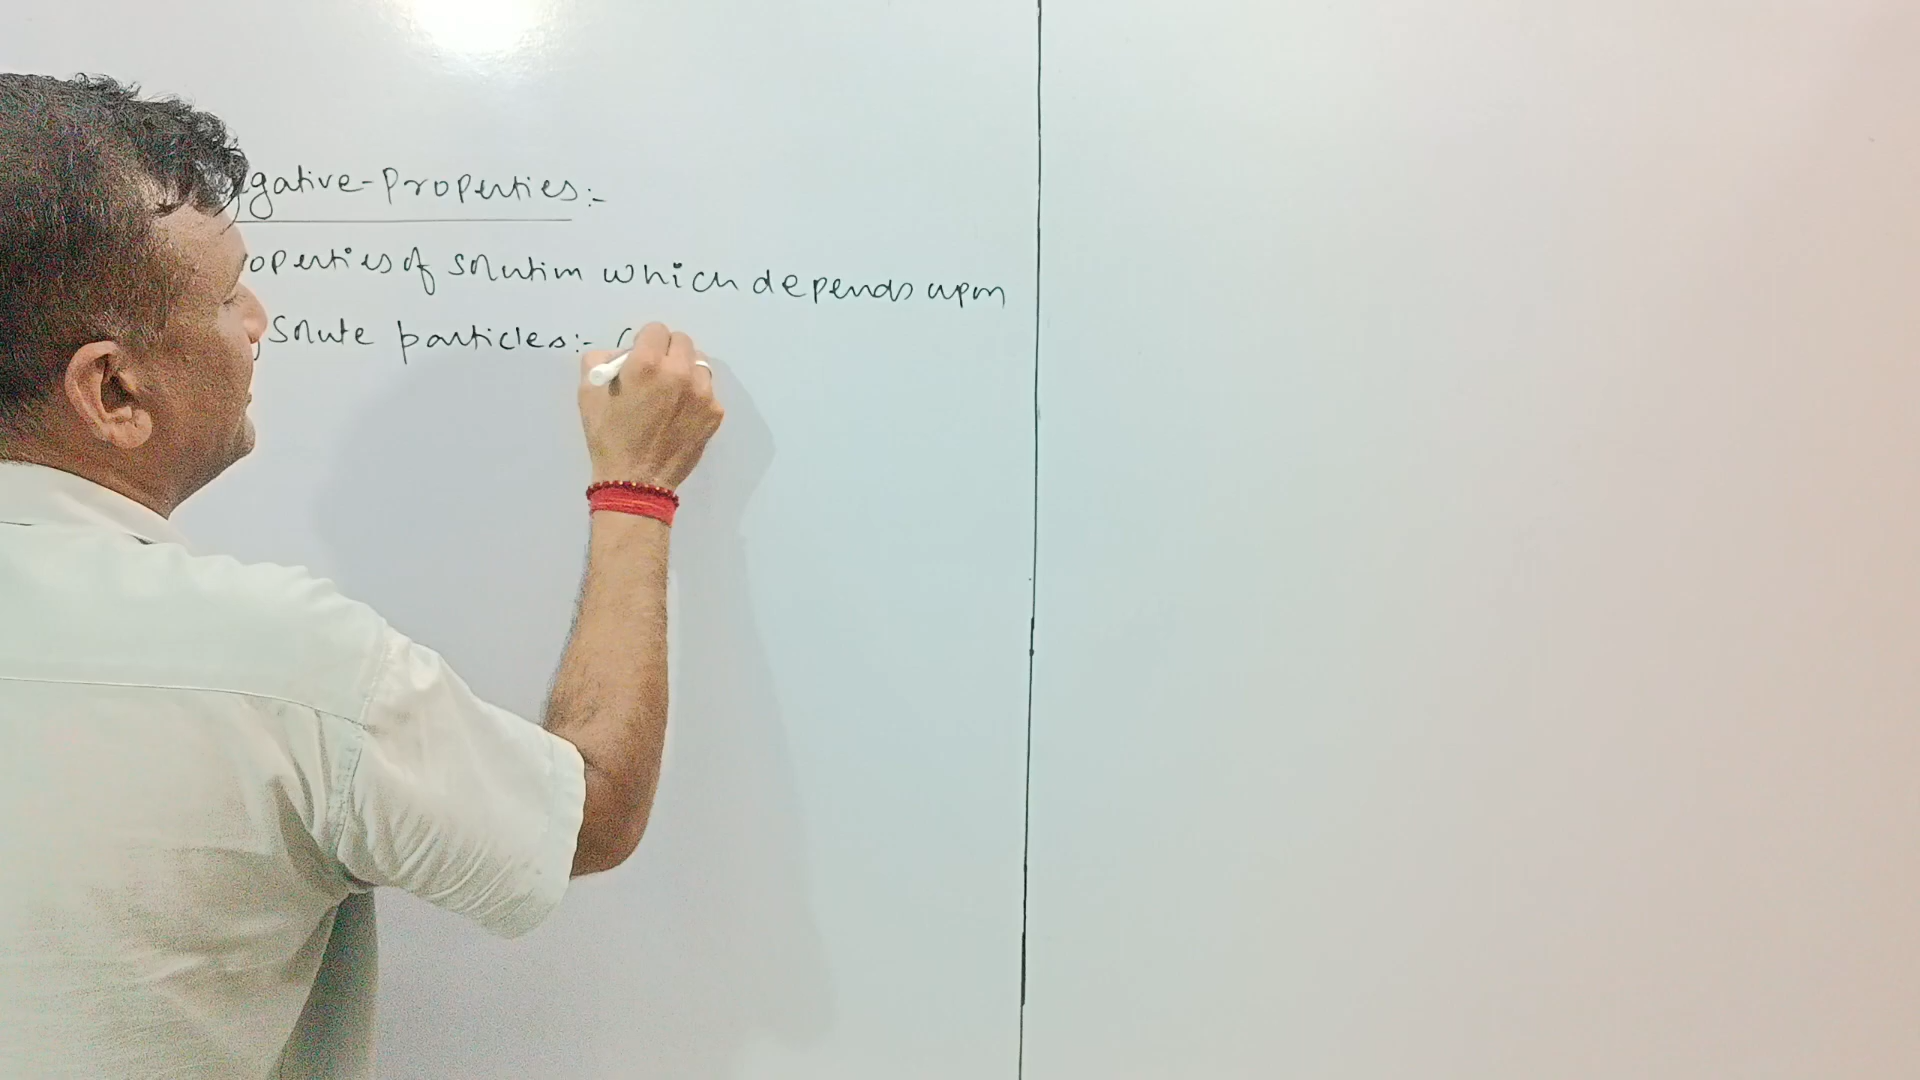 gative-Properties:-
operties of solution which depends upon
solute particles:- (